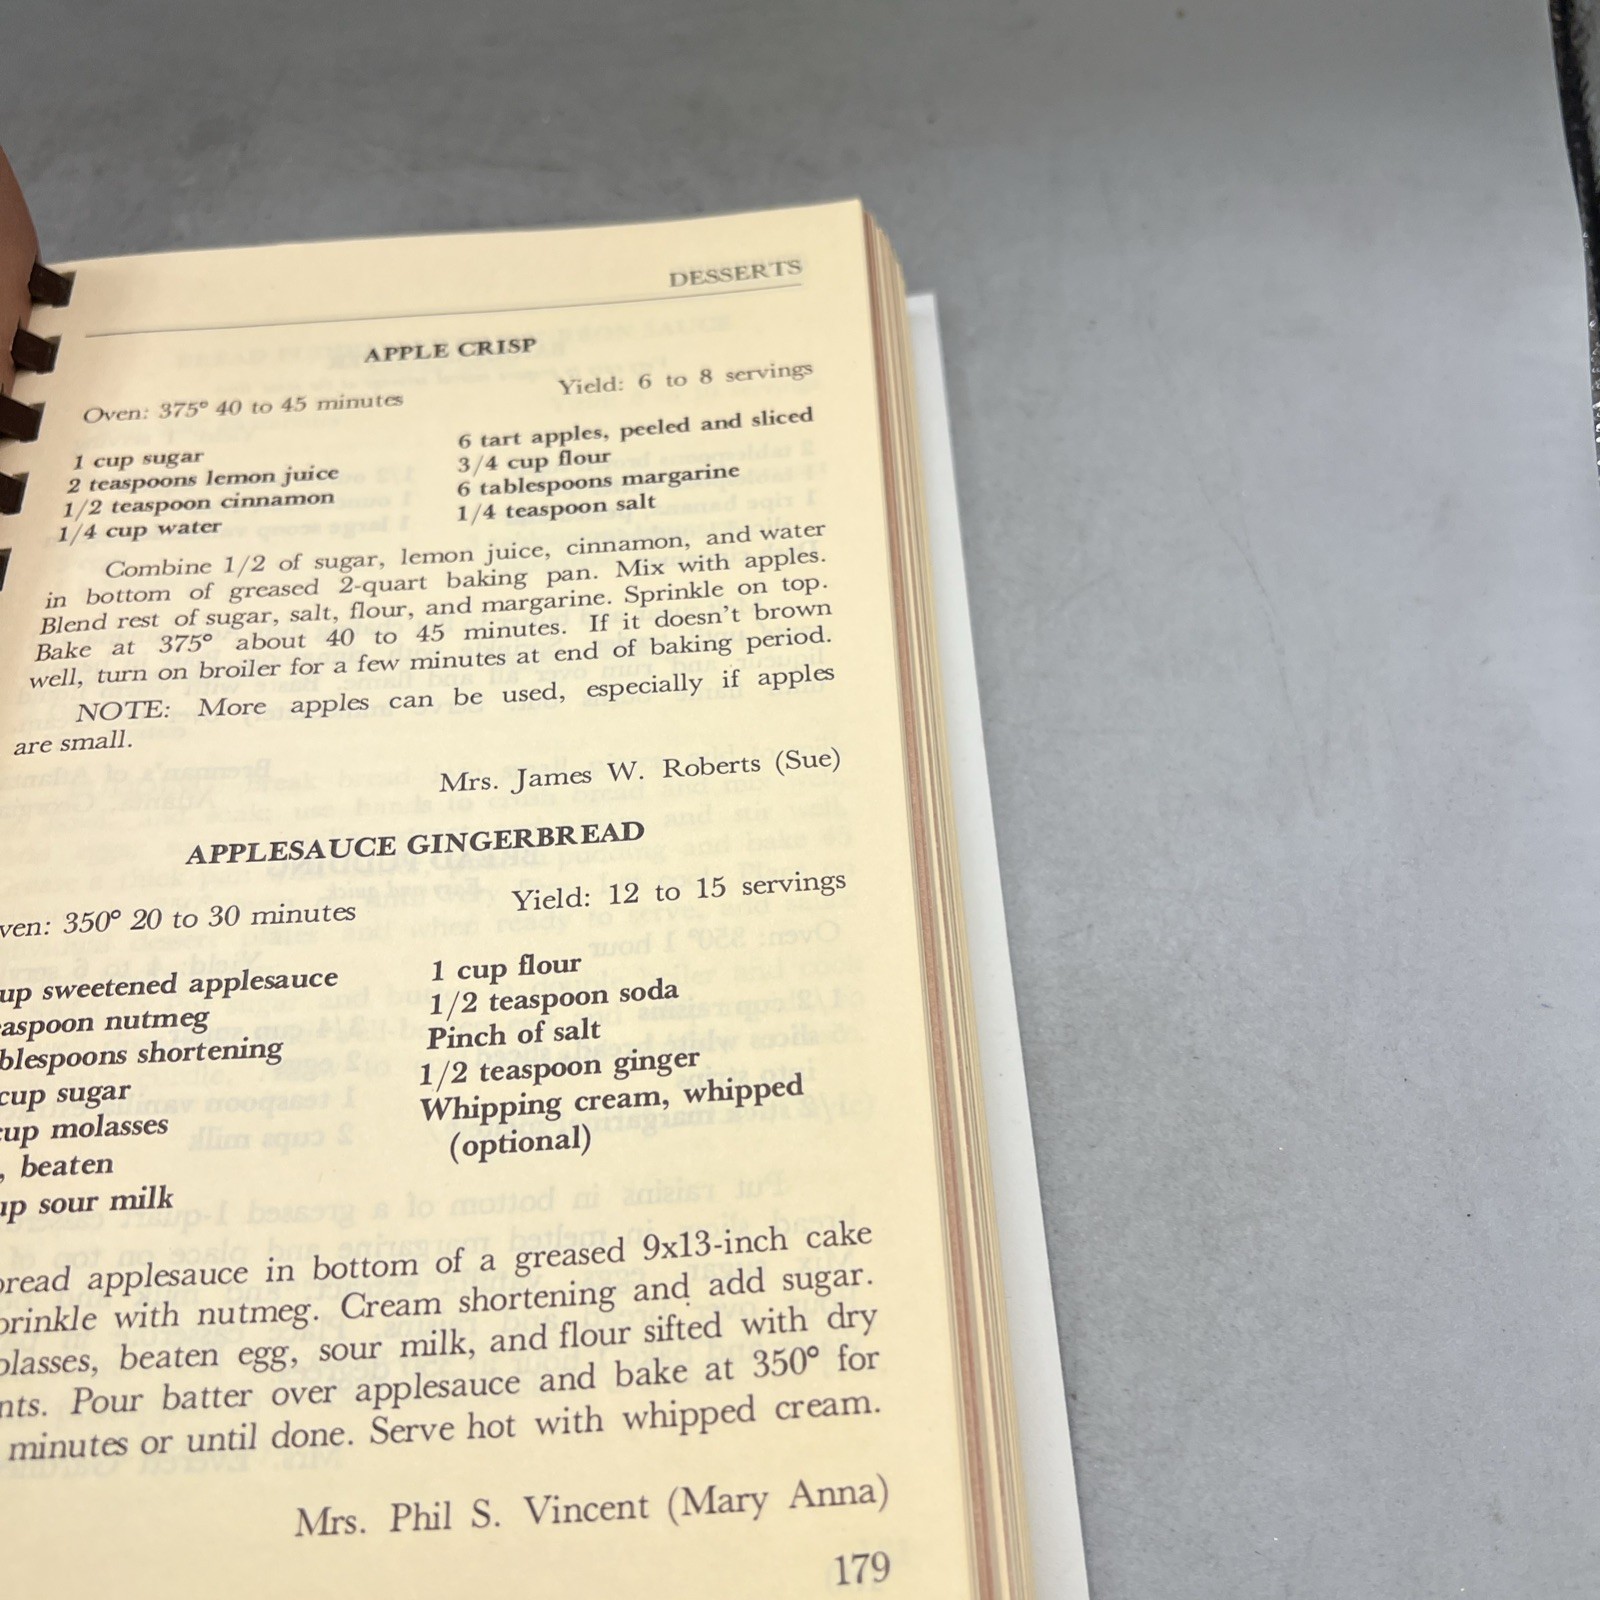 DESSERTS
APPLE CRISP
Oven: 375° 40 to 45 minutes Yield: 6 to 8 servings
1 cup sugar
2 teaspoons lemon juice
1/2 teaspoon cinnamon
1/4 cup water
6 tart apples, peeled and sliced
3/4 cup flour
6 tablespoons margarine
1/4 teaspoon salt
Combine 1/2 of sugar, lemon juice, cinnamon, and water
in bottom of greased 2-quart baking pan. Mix with apples.
Blend rest of sugar, salt, flour, and margarine. Sprinkle on top.
Bake at 375° about 40 to 45 minutes. If it doesn't brown
well, turn on broiler for a few minutes at end of baking period.
NOTE: More apples can be used, especially if apples
are small.
Mrs. James W. Roberts (Sue)
APPLESAUCE GINGERBREAD
ven: 350° 20 to 30 minutes Yield: 12 to 15 servings
up sweetened applesauce
aspoon nutmeg
blespoons shortening
cup sugar
cup molasses
, beaten
up sour milk
1 cup flour
1/2 teaspoon soda
Pinch of salt
1/2 teaspoon ginger
Whipping cream, whipped
(optional)
pread applesauce in bottom of a greased 9x13-inch cake
prinkle with nutmeg. Cream shortening and add sugar.
olasses, beaten egg, sour milk, and flour sifted with dry
nts. Pour batter over applesauce and bake at 350° for
minutes or until done. Serve hot with whipped cream.
Mrs. Phil S. Vincent (Mary Anna)
179